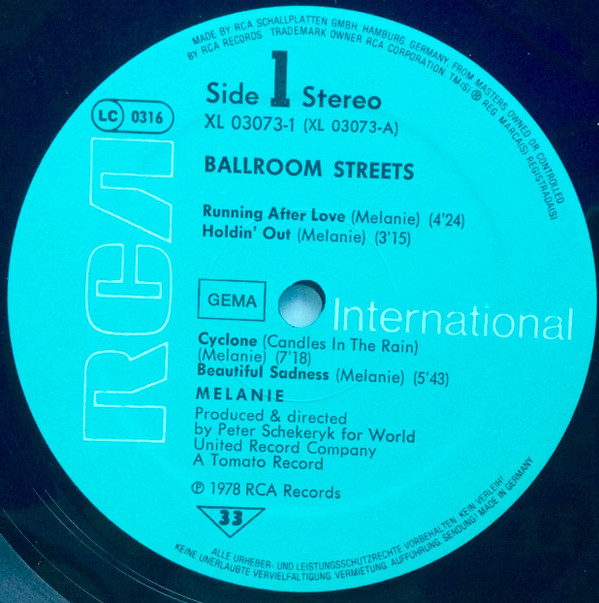 MADE BY RCA SCHALLPLATTEN GMBH, HAMBURG, GERMANY, FROM MASTERS OWNED OR CONTROLLED
BY RCA RECORDS TRADEMARK OWNER RCA CORPORATION TM(S) ® REG. MARCA(S) REGISTRADA(S)
Side 1 Stereo
XL 03073-1 (XL 03073-A)
LC 0316
RCA
BALLROOM STREETS
Running After Love (Melanie) (4'24)
Holdin' Out (Melanie) (3'15)
GEMA
International
Cyclone (Candles In The Rain)
(Melanie) (7'18)
Beautiful Sadness (Melanie) (5'43)
MELANIE
Produced & directed
by Peter Schekeryk for World
United Record Company
A Tomato Record
℗ 1978 RCA Records
33
ALLE URHEBER- UND LEISTUNGSSCHUTZRECHTE VORBEHALTEN. KEIN VERLEIH!
KEINE UNERLAUBTE VERVIELFÄLTIGUNG, VERMIETUNG, AUFFÜHRUNG, SENDUNG! MADE IN GERMANY